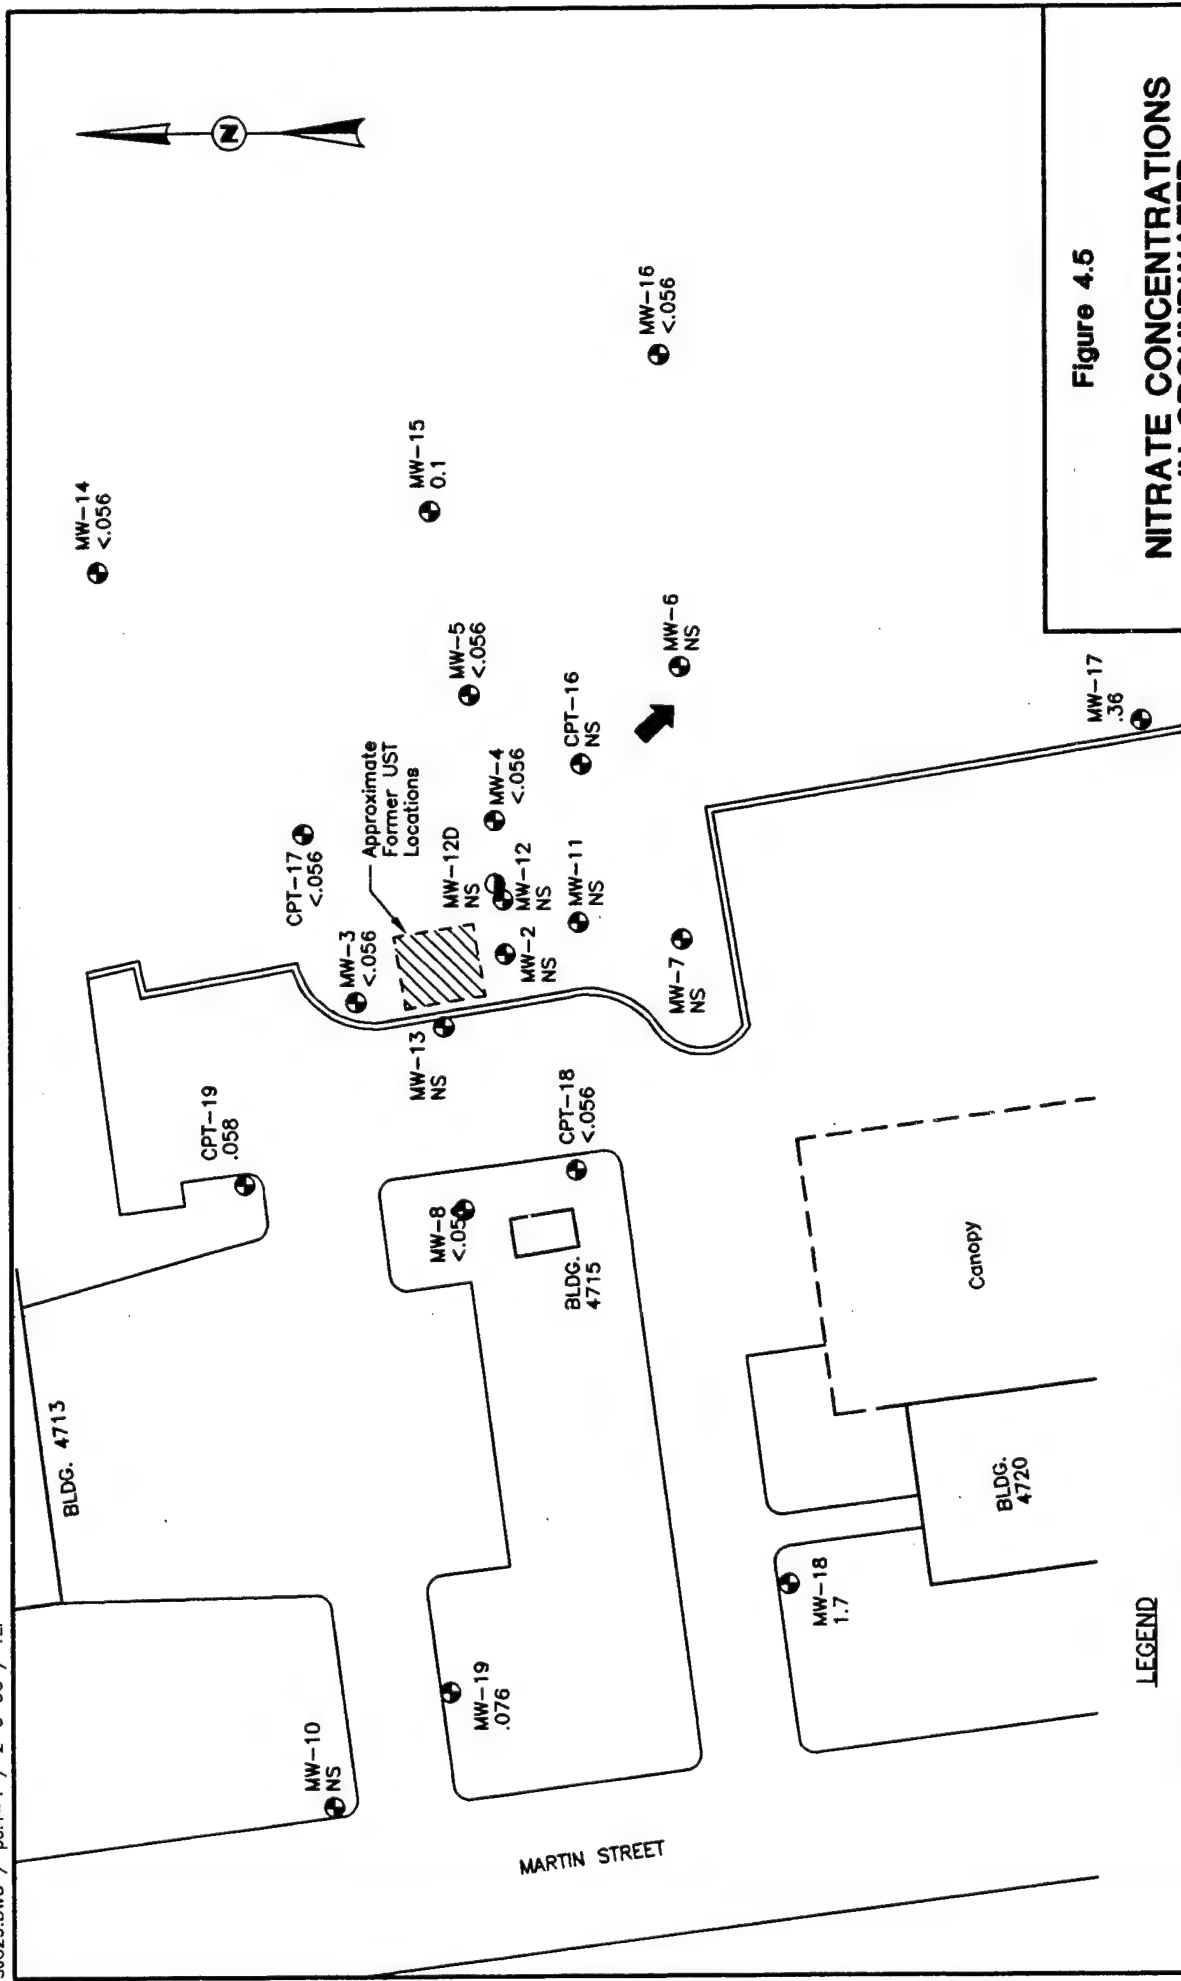 N
MW-14
<.056
MW-15
0.1
MW-16
<.056
MW-5
<.056
MW-6
NS
CPT-16
NS
MW-4
<.056
Approximate
Former UST
Locations
CPT-17
<.056
MW-12D
NS
MW-12
NS
MW-11
NS
MW-3
<.056
MW-2
NS
MW-7
NS
MW-13
NS
MW-17
.36
CPT-19
.058
CPT-18
<.056
MW-8
<.05
BLDG.
4715
BLDG. 4713
Canopy
BLDG.
4720
MW-18
1.7
MW-19
.076
MW-10
NS
MARTIN STREET
LEGEND
Figure 4.5
NITRATE CONCENTRATIONS
IN GROUNDWATER